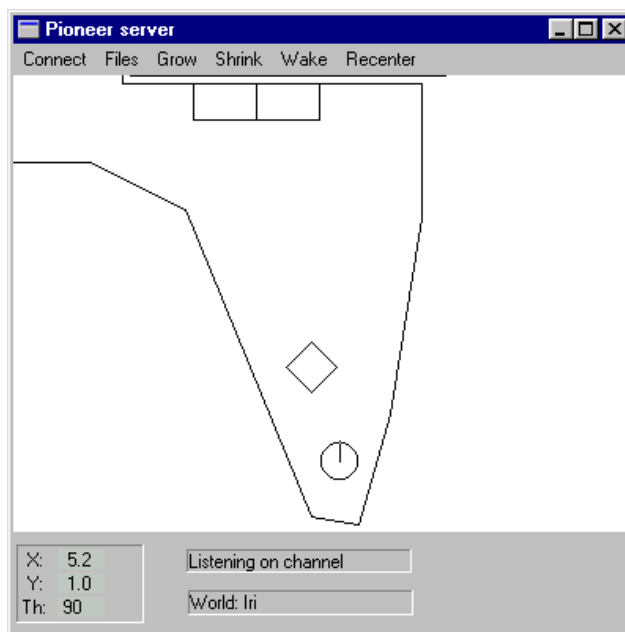 Pioneer server
Connect Files Grow Shrink Wake Recenter
X: 5.2
Y: 1.0
Th: 90
Listening on channel
World: Iri